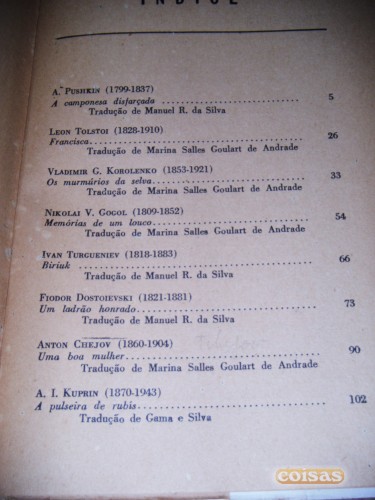 ÍNDICE
A. PUSHKIN (1799-1837)
A camponesa disfarçada ........................................ 5
Tradução de Manuel R. da Silva
LEON TOLSTOI (1828-1910)
Francisca ........................................ 26
Tradução de Marina Salles Goulart de Andrade
VLADIMIR G. KOROLENKO (1853-1921)
Os murmúrios da selva ........................................ 33
Tradução de Marina Salles Goulart de Andrade
NIKOLAI V. GOGOL (1809-1852)
Memórias de um louco ........................................ 54
Tradução de Marina Salles Goulart de Andrade
IVAN TURGUENIEV (1818-1883)
Biriuk ........................................ 66
Tradução de Manuel R. da Silva
FIODOR DOSTOIEVSKI (1821-1881)
Um ladrão honrado ........................................ 73
Tradução de Manuel R. da Silva
ANTON CHEJOV (1860-1904)
Uma boa mulher ........................................ 90
Tradução de Marina Salles Goulart de Andrade
A. I. KUPRIN (1870-1943)
A pulseira de rubis ........................................ 102
Tradução de Gama e Silva
coisas